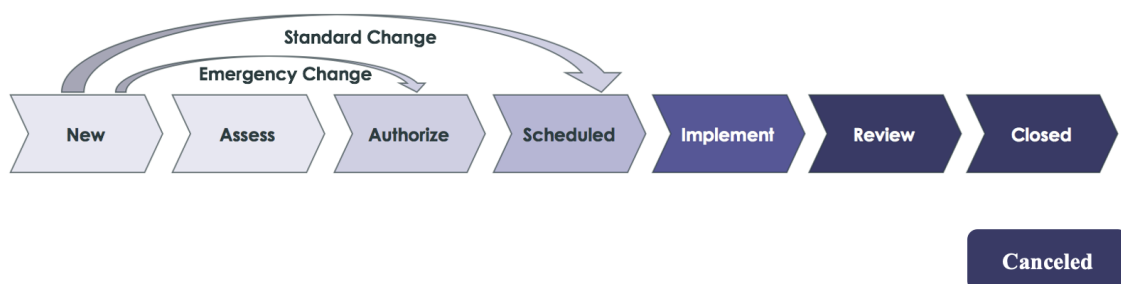 Standard Change
Emergency Change
New
Assess
Authorize
Scheduled
Implement
Review
Closed
Canceled